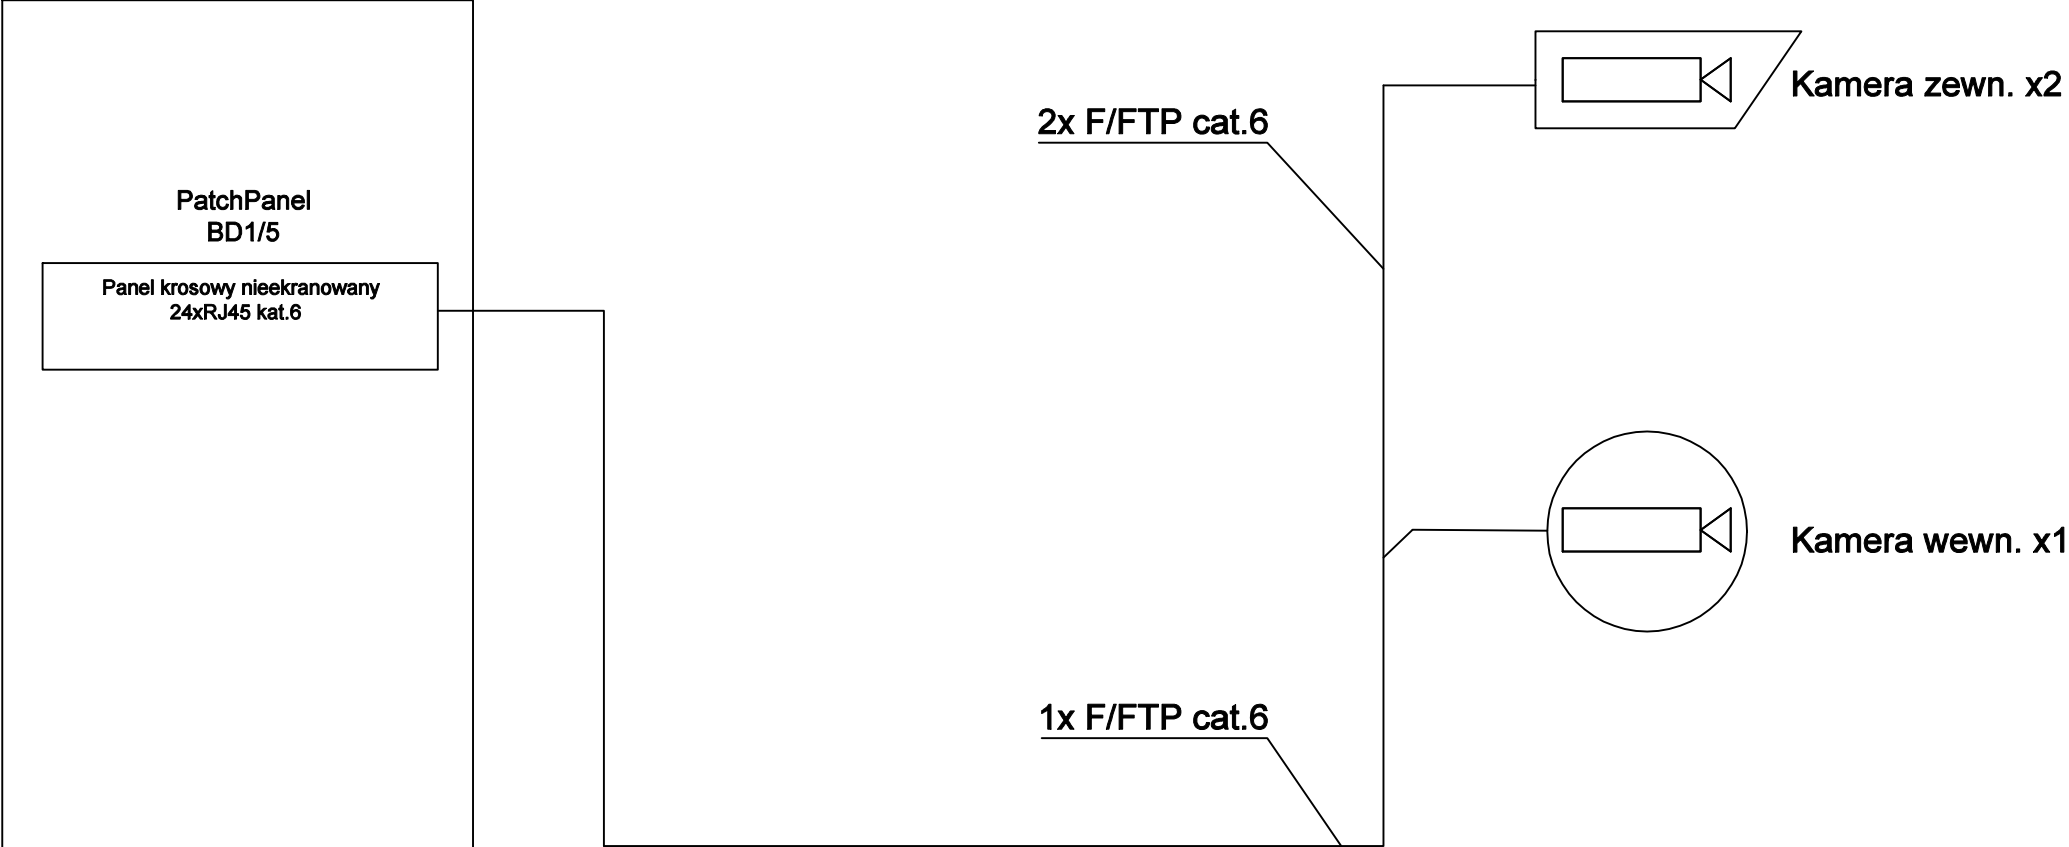 Kamera zewn. x2
2x F/FTP cat.6
PatchPanel
BD1/5
Panel krosowy nieekranowany
24xRJ45 kat.6
Kamera wewn. x1
1x F/FTP cat.6